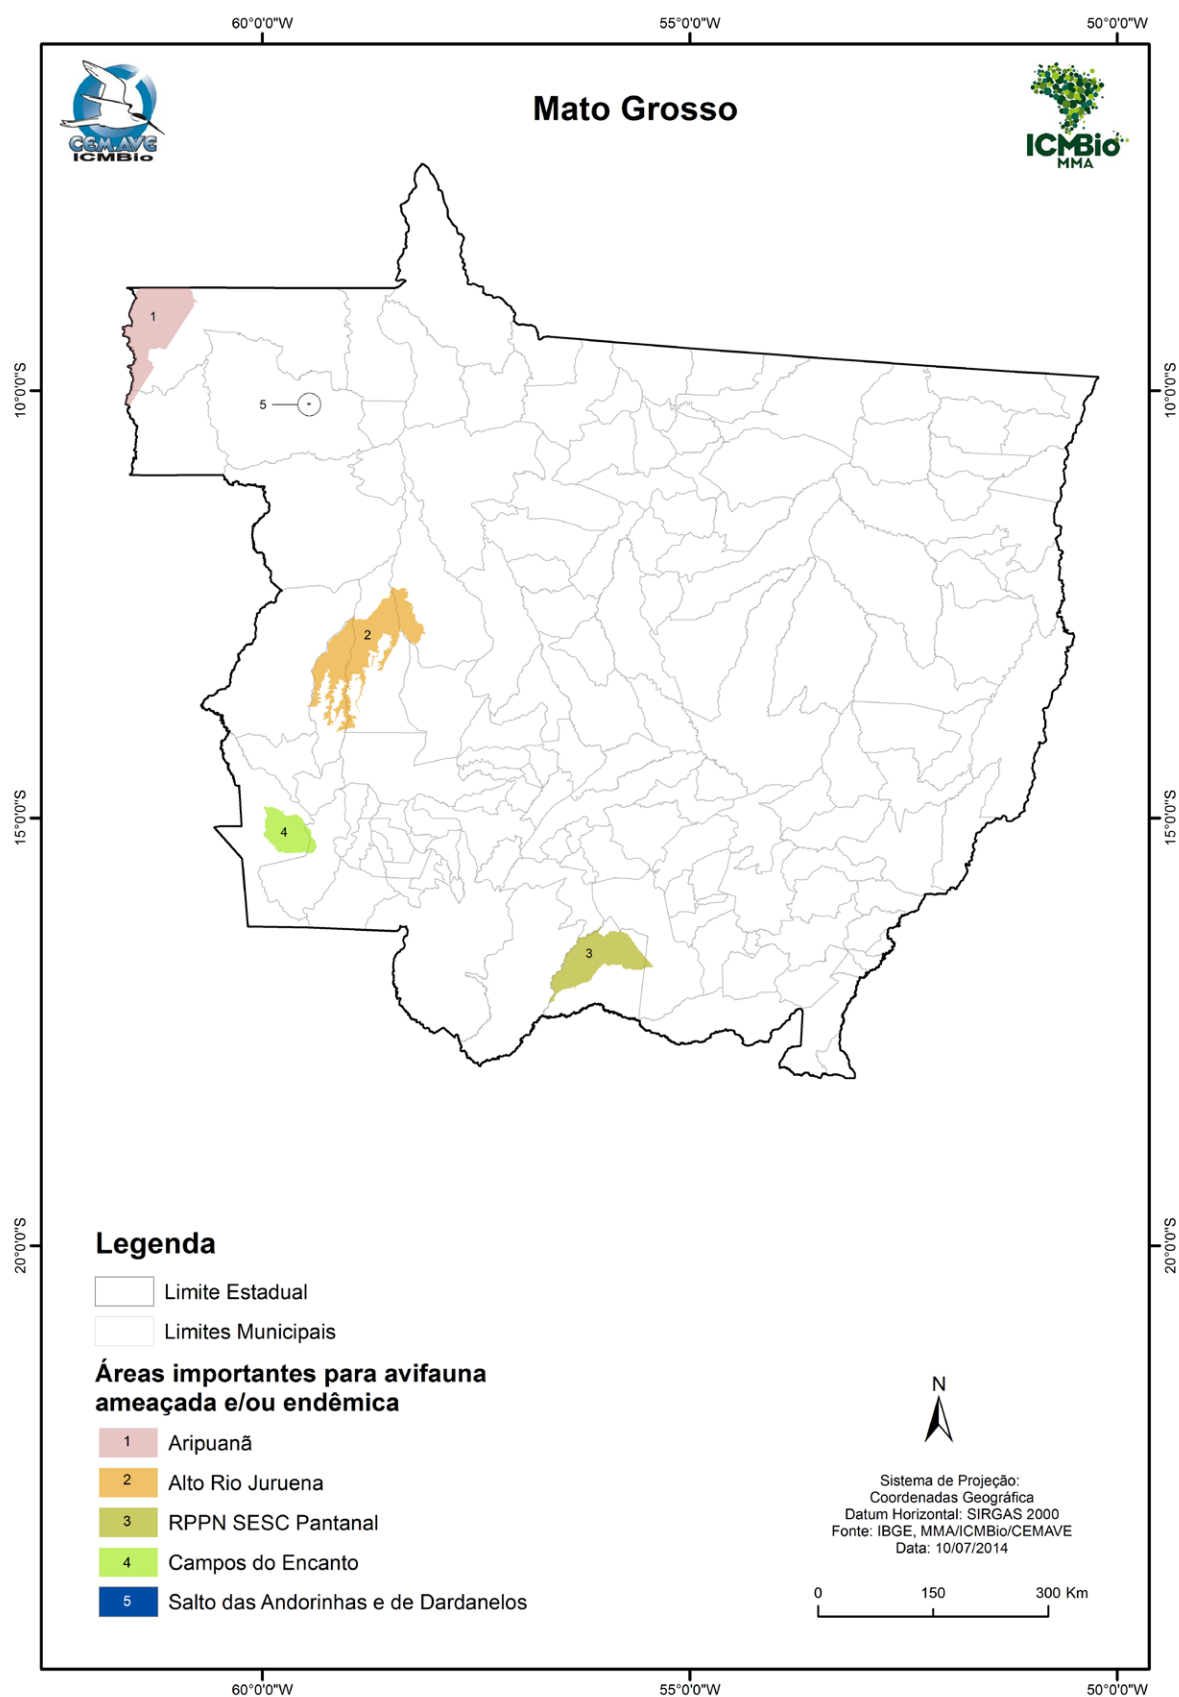 60°0'0"W
55°0'0"W
50°0'0"W
CEMAVE
ICMBio
Mato Grosso
ICMBio
MMA
1
10°0'0"S
5
10°0'0"S
2
15°0'0"S
4
15°0'0"S
3
20°0'0"S
20°0'0"S
Legenda
Limite Estadual
Limites Municipais
Áreas importantes para avifauna
ameaçada e/ou endêmica
1 Aripuanã
2 Alto Rio Juruena
3 RPPN SESC Pantanal
4 Campos do Encanto
5 Salto das Andorinhas e de Dardanelos
N
Sistema de Projeção:
Coordenadas Geográfica
Datum Horizontal: SIRGAS 2000
Fonte: IBGE, MMA/ICMBio/CEMAVE
Data: 10/07/2014
0 150 300 Km
60°0'0"W
55°0'0"W
50°0'0"W